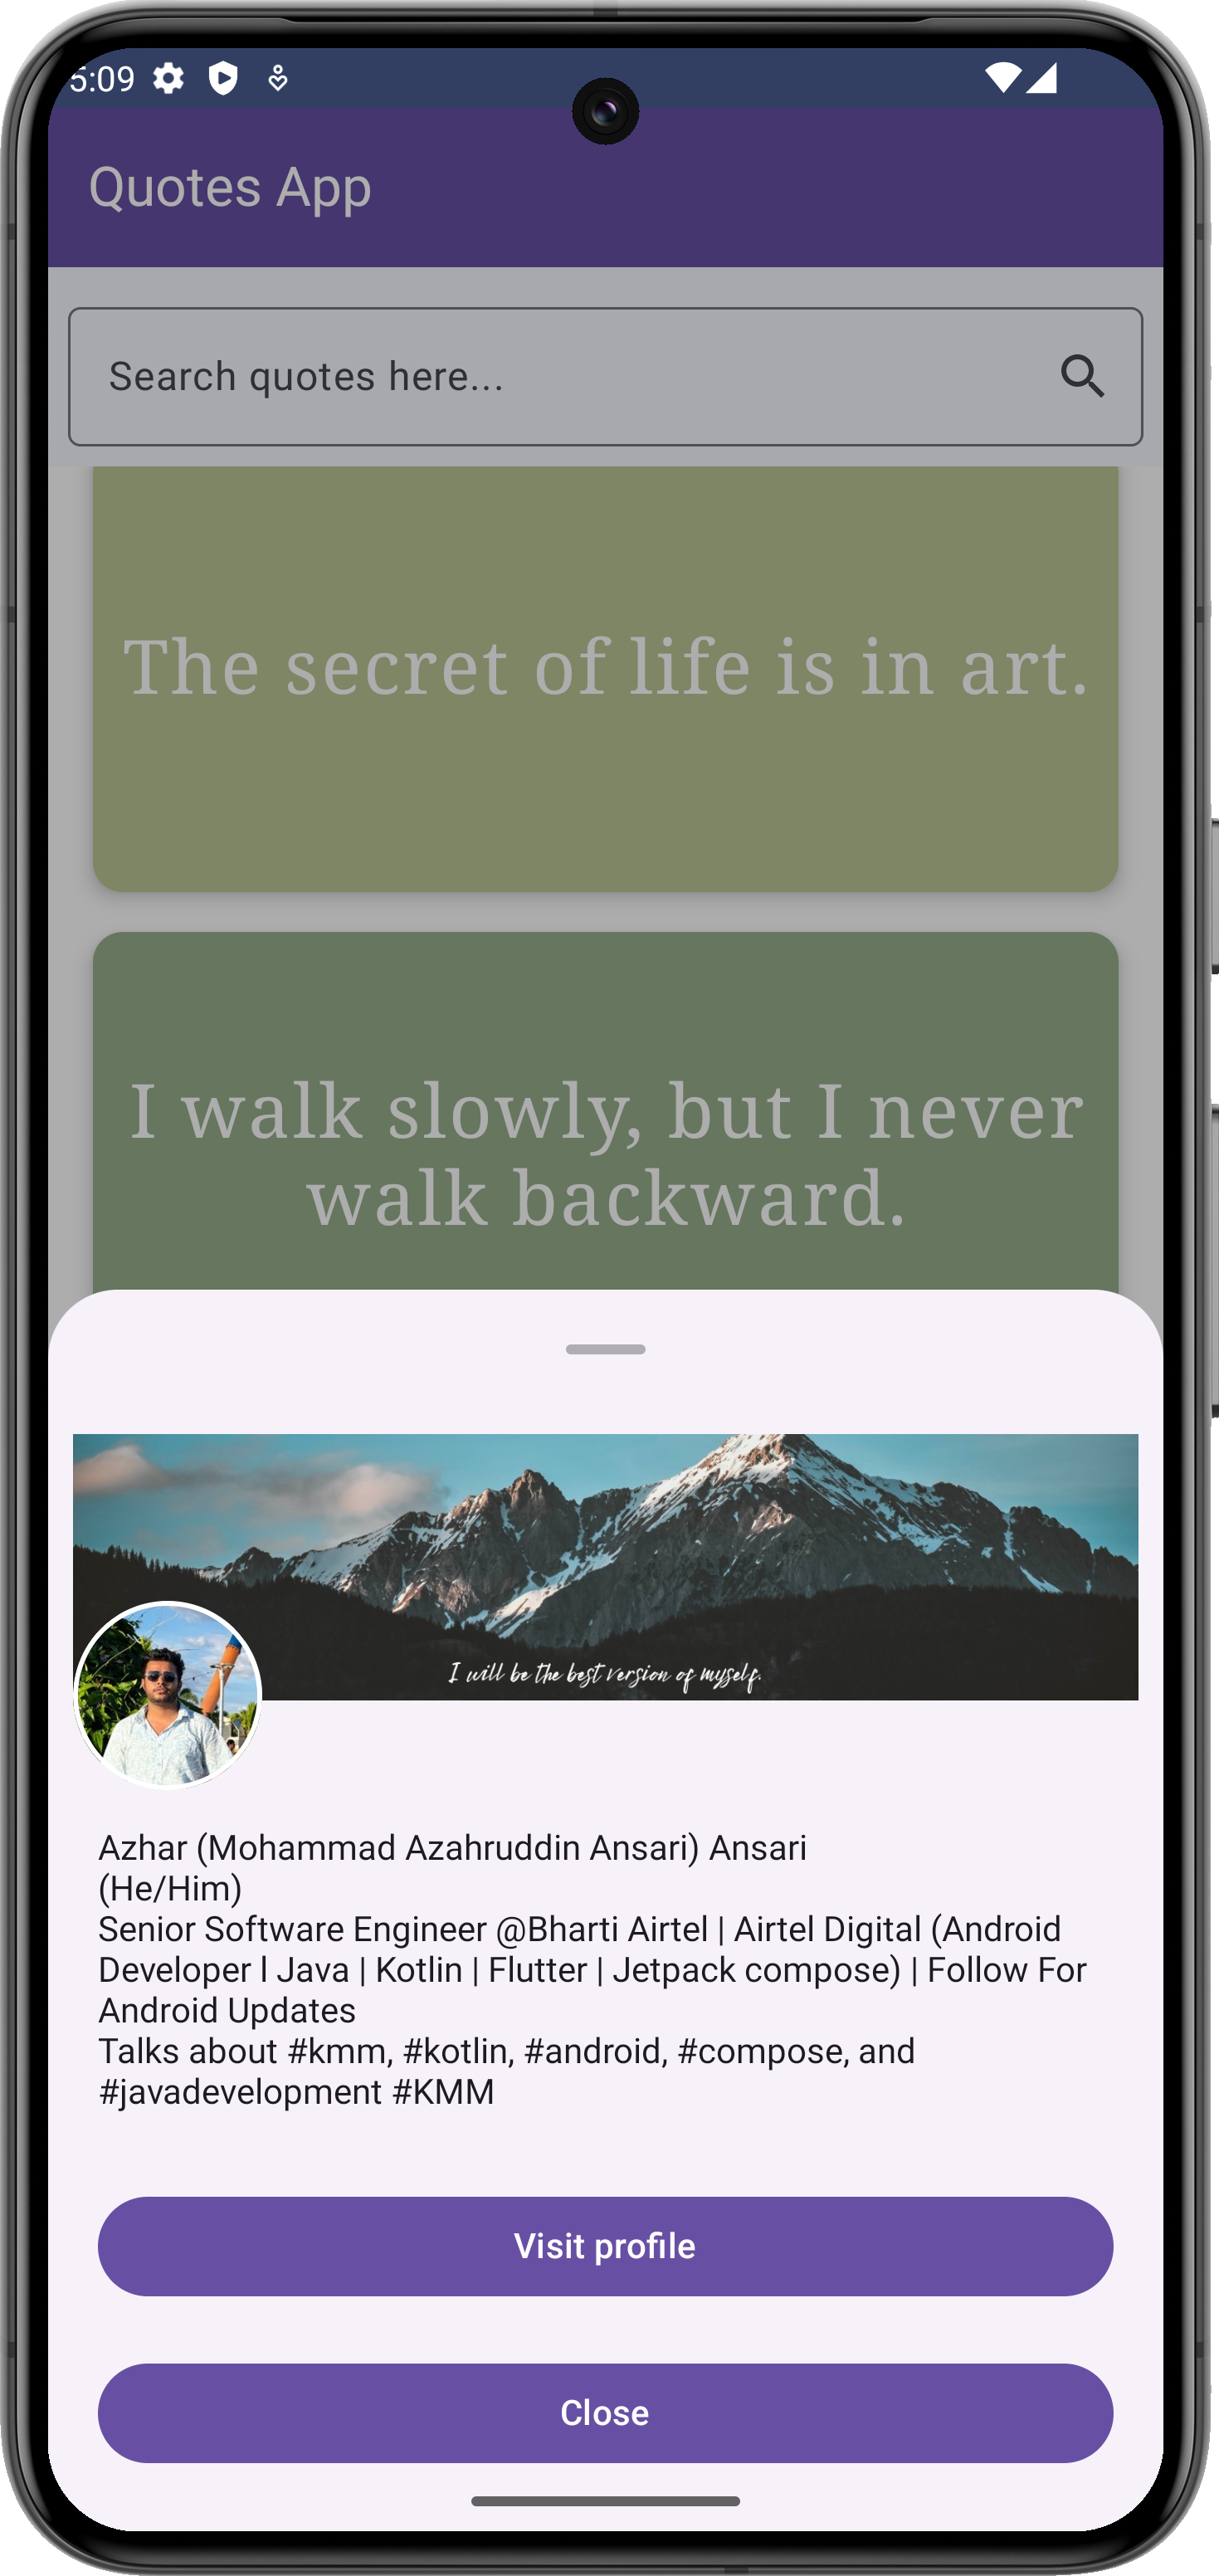 5:09
Quotes App
Search quotes here...
The secret of life is in art.
I walk slowly, but I never
walk backward.
I will be the best version of myself.
Azhar (Mohammad Azahruddin Ansari) Ansari
(He/Him)
Senior Software Engineer @Bharti Airtel | Airtel Digital (Android
Developer l Java | Kotlin | Flutter | Jetpack compose) | Follow For
Android Updates
Talks about #kmm, #kotlin, #android, #compose, and
#javadevelopment #KMM
Visit profile
Close